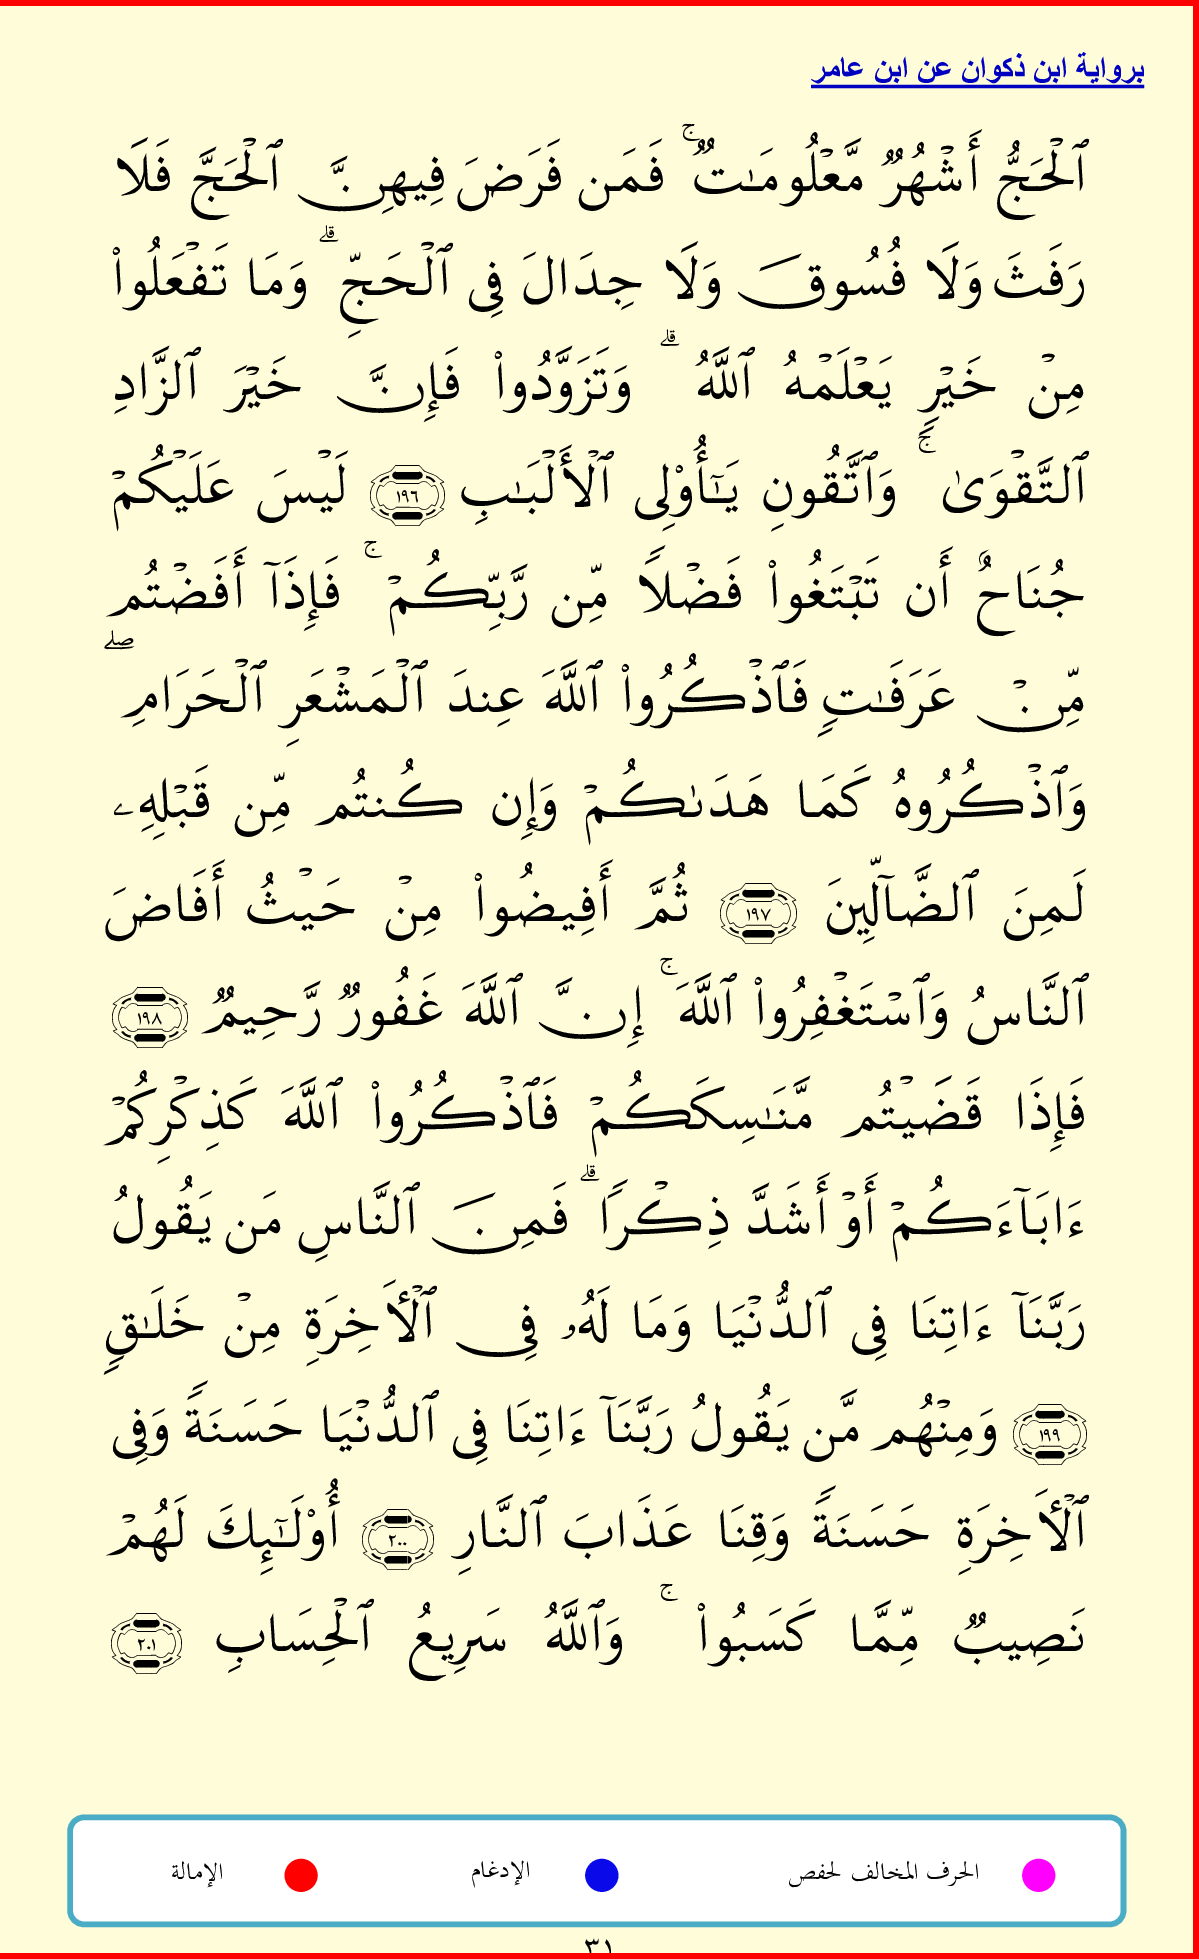 برواية ابن ذكوان عن ابن عامر
ٱلۡحَجُّ أَشۡهُرٞ مَّعۡلُومَٰتٞۚ فَمَن فَرَضَ فِيهِنَّ ٱلۡحَجَّ فَلَا
رَفَثَ وَلَا فُسُوقَ وَلَا جِدَالَ فِي ٱلۡحَجِّۗ وَمَا تَفۡعَلُواْ
مِنۡ خَيۡرٖ يَعۡلَمۡهُ ٱللَّهُۗ وَتَزَوَّدُواْ فَإِنَّ خَيۡرَ ٱلزَّادِ
ٱلتَّقۡوَىٰۚ وَٱتَّقُونِ يَٰٓأُوْلِي ٱلۡأَلۡبَٰبِ ١٩٦ لَيۡسَ عَلَيۡكُمۡ
جُنَاحٌ أَن تَبۡتَغُواْ فَضۡلٗا مِّن رَّبِّكُمۡۚ فَإِذَآ أَفَضۡتُم
مِّنۡ عَرَفَٰتٖ فَٱذۡكُرُواْ ٱللَّهَ عِندَ ٱلۡمَشۡعَرِ ٱلۡحَرَامِۖ
وَٱذۡكُرُوهُ كَمَا هَدَىٰكُمۡ وَإِن كُنتُم مِّن قَبۡلِهِۦ
لَمِنَ ٱلضَّآلِّينَ ١٩٧ ثُمَّ أَفِيضُواْ مِنۡ حَيۡثُ أَفَاضَ
ٱلنَّاسُ وَٱسۡتَغۡفِرُواْ ٱللَّهَۚ إِنَّ ٱللَّهَ غَفُورٞ رَّحِيمٞ ١٩٨
فَإِذَا قَضَيۡتُم مَّنَٰسِكَكُمۡ فَٱذۡكُرُواْ ٱللَّهَ كَذِكۡرِكُمۡ
ءَابَآءَكُمۡ أَوۡ أَشَدَّ ذِكۡرٗاۗ فَمِنَ ٱلنَّاسِ مَن يَقُولُ
رَبَّنَآ ءَاتِنَا فِي ٱلدُّنۡيَا وَمَا لَهُۥ فِي ٱلۡأٓخِرَةِ مِنۡ خَلَٰقٖ
١٩٩ وَمِنۡهُم مَّن يَقُولُ رَبَّنَآ ءَاتِنَا فِي ٱلدُّنۡيَا حَسَنَةٗ وَفِي
ٱلۡأٓخِرَةِ حَسَنَةٗ وَقِنَا عَذَابَ ٱلنَّارِ ٢٠٠ أُوْلَٰٓئِكَ لَهُمۡ
نَصِيبٞ مِّمَّا كَسَبُواْۚ وَٱللَّهُ سَرِيعُ ٱلۡحِسَابِ ٢٠١
الحرف المخالف لحفص الإدغام الإمالة
٣١